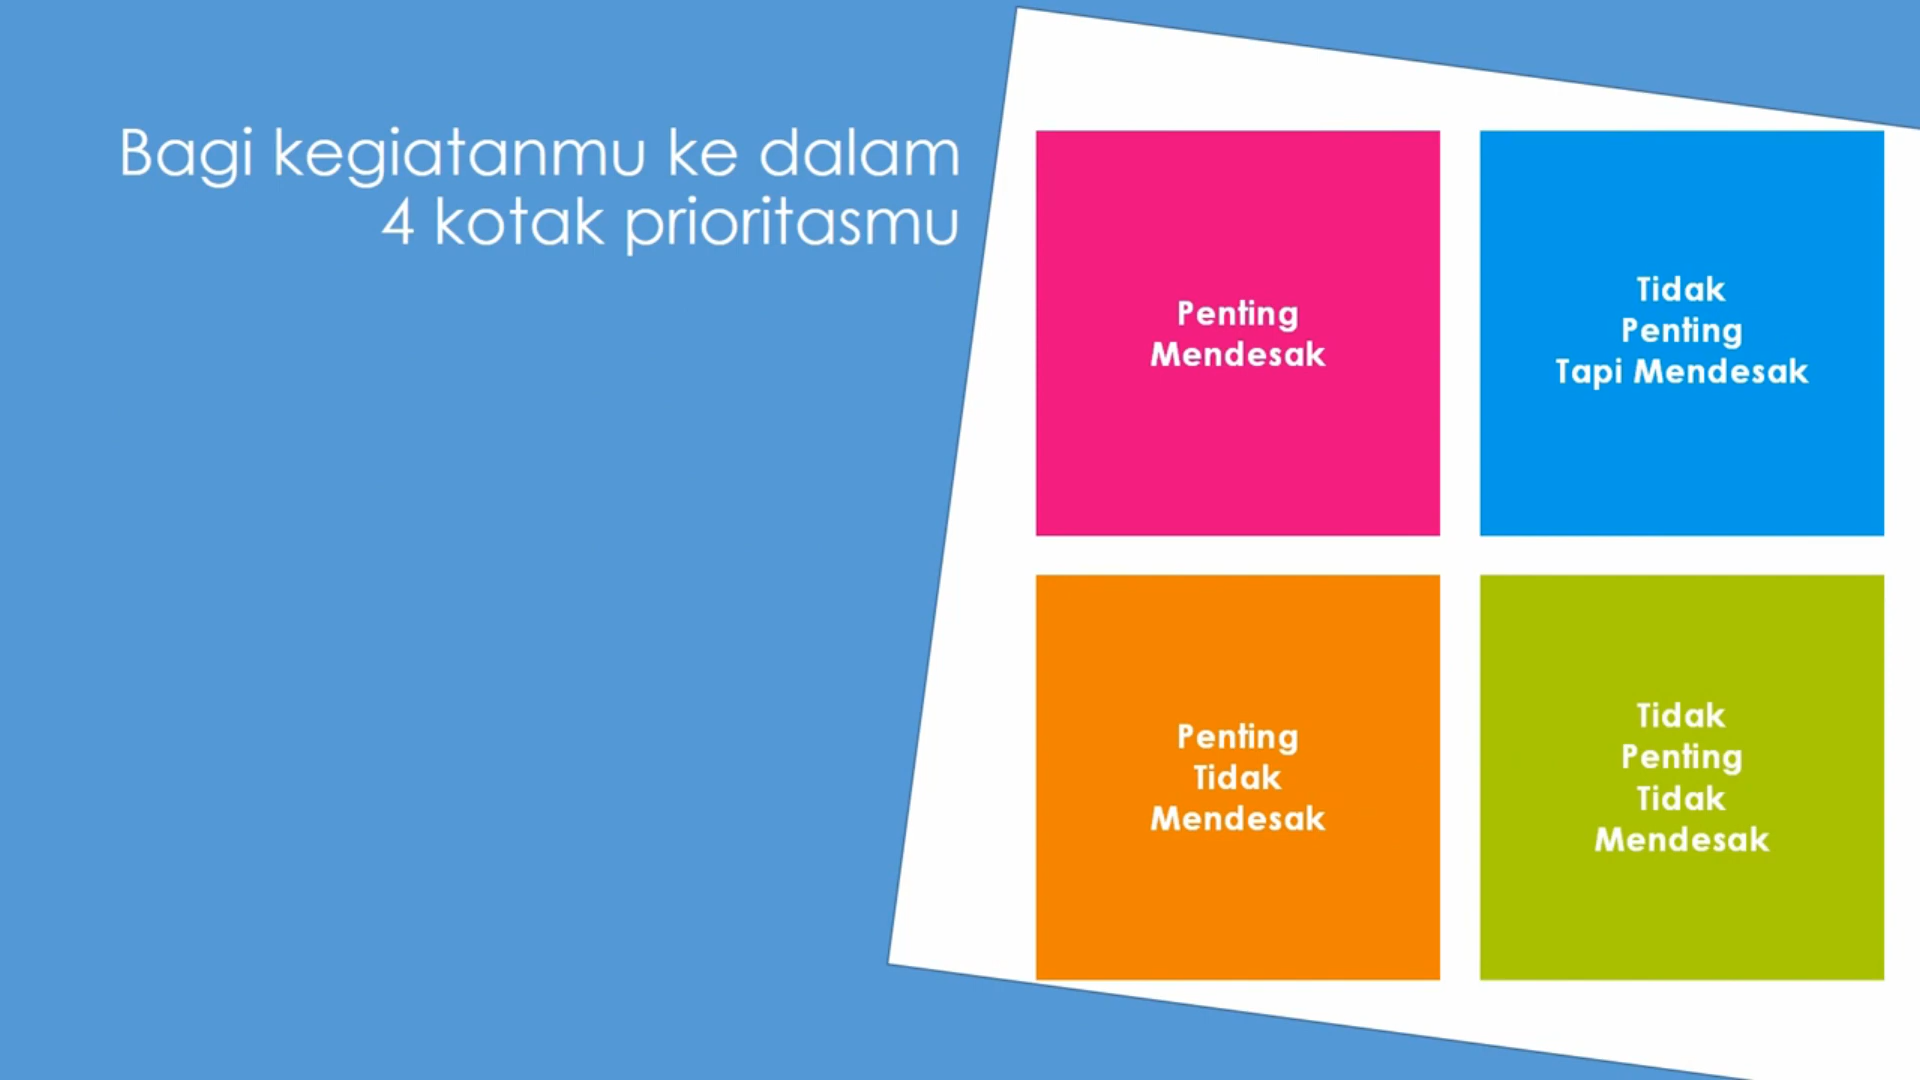 Bagi kegiatanmu ke dalam
4 kotak prioritasmu
Penting
Mendesak
Tidak
Penting
Tapi Mendesak
Penting
Tidak
Mendesak
Tidak
Penting
Tidak
Mendesak